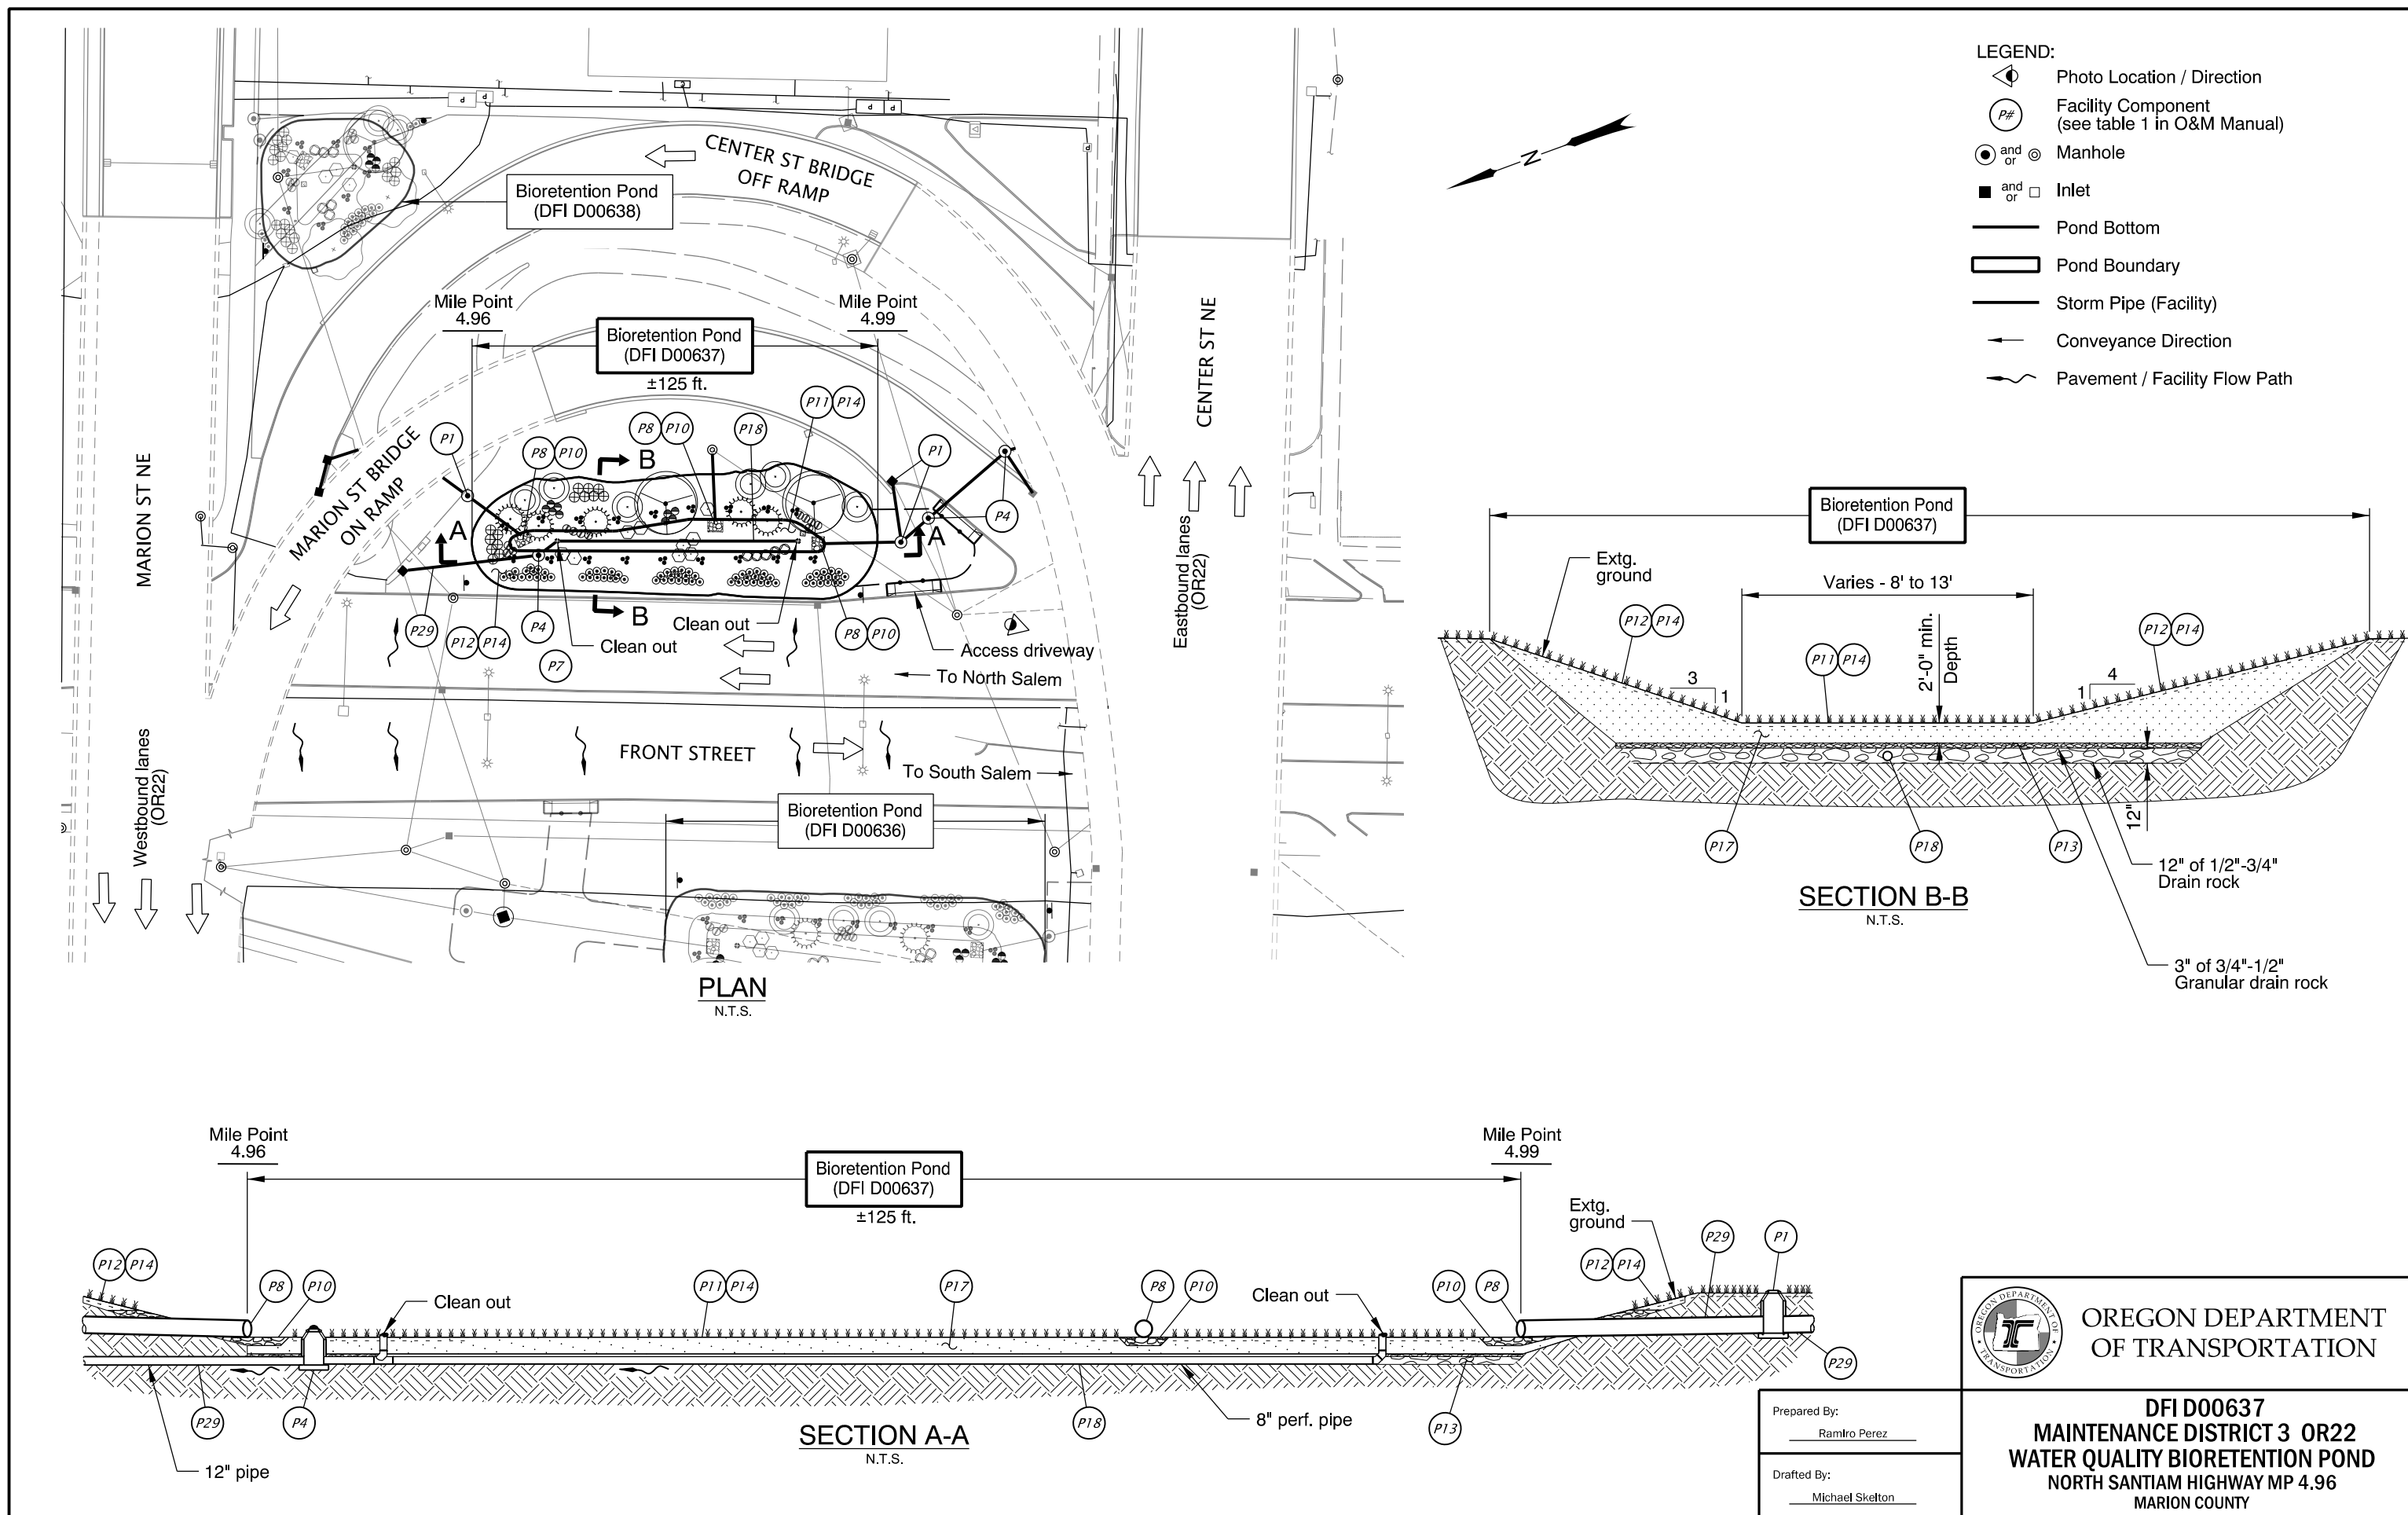 LEGEND:
Photo Location / Direction
P#
Facility Component
(see table 1 in O&M Manual)
and
or
Manhole
and
or
Inlet
Pond Bottom
Pond Boundary
Storm Pipe (Facility)
Conveyance Direction
Pavement / Facility Flow Path
N
CENTER ST BRIDGE
OFF RAMP
Bioretention Pond
(DFI D00638)
Mile Point
4.96
Mile Point
4.99
Bioretention Pond
(DFI D00637)
±125 ft.
MARION ST NE
MARION ST BRIDGE
ON RAMP
CENTER ST NE
P1
P8 P10
P8 P10
P18
P11 P14
P1
P4
B
A
A
B
P29
P12 P14
P4
P7
Clean out
Clean out
P8 P10
Access driveway
To North Salem
Eastbound lanes
(OR22)
Westbound lanes
(OR22)
FRONT STREET
To South Salem
Bioretention Pond
(DFI D00636)
PLAN
N.T.S.
Bioretention Pond
(DFI D00637)
Extg.
ground
Varies - 8' to 13'
P12 P14
P11 P14
P12 P14
2'-0" min.
Depth
3
1
1
4
12"
P17
P18
P13
12" of 1/2"-3/4"
Drain rock
3" of 3/4"-1/2"
Granular drain rock
SECTION B-B
N.T.S.
Mile Point
4.96
Mile Point
4.99
Bioretention Pond
(DFI D00637)
±125 ft.
Extg.
ground
P12 P14
P8 P10
Clean out
P11 P14
P17
P8 P10
Clean out
P10 P8
P12 P14
P29
P1
P29
P4
P18
8" perf. pipe
P13
P29
12" pipe
SECTION A-A
N.T.S.
OREGON DEPARTMENT OF
TRANSPORTATION
OREGON DEPARTMENT
OF TRANSPORTATION
Prepared By:
Ramiro Perez
Drafted By:
Michael Skelton
DFI D00637
MAINTENANCE DISTRICT 3 OR22
WATER QUALITY BIORETENTION POND
NORTH SANTIAM HIGHWAY MP 4.96
MARION COUNTY